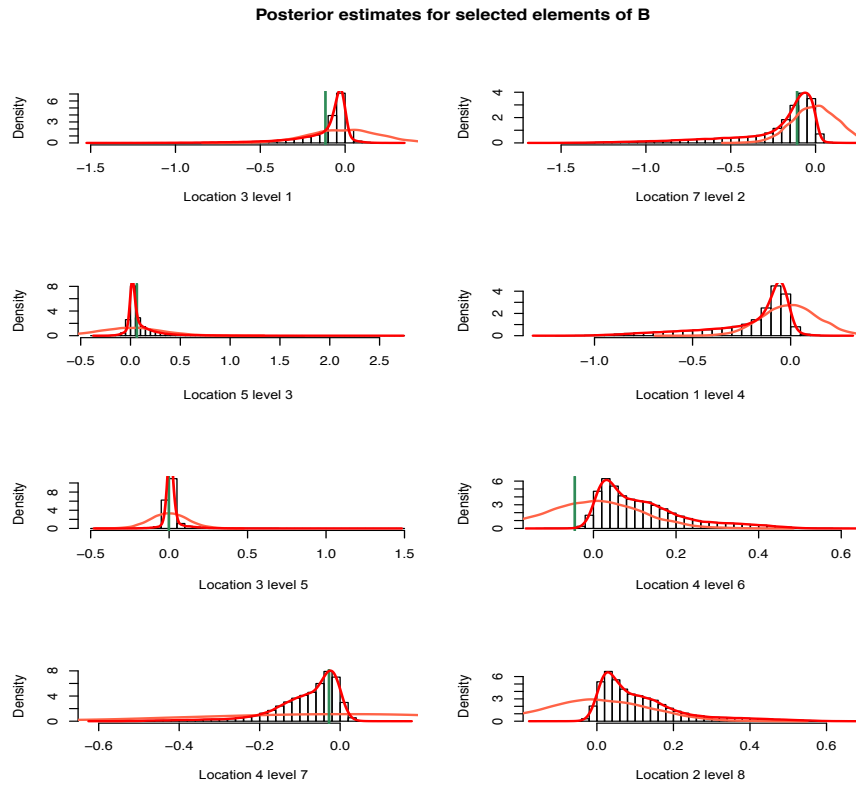 Posterior estimates for selected elements of B
Density
0 3 6
−1.5 −1.0 −0.5 0.0
Location 3 level 1
Density
0 2 4
−1.5 −1.0 −0.5 0.0
Location 7 level 2
Density
0 4 8
−0.5 0.0 0.5 1.0 1.5 2.0 2.5
Location 5 level 3
Density
0 2 4
−1.0 −0.5 0.0
Location 1 level 4
Density
0 4 8
−0.5 0.0 0.5 1.0 1.5
Location 3 level 5
Density
0 3 6
0.0 0.2 0.4 0.6
Location 4 level 6
Density
0 4 8
−0.6 −0.4 −0.2 0.0
Location 4 level 7
Density
0 3 6
0.0 0.2 0.4 0.6
Location 2 level 8